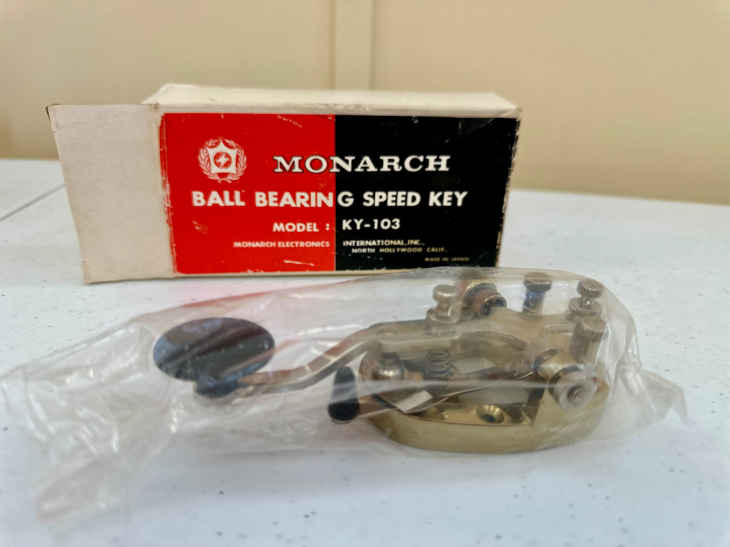 MONARCH
BALL BEARING SPEED KEY
MODEL : KY-103
MONARCH ELECTRONICS INTERNATIONAL, INC.,
NORTH HOLLYWOOD CALIF.
MADE IN JAPAN